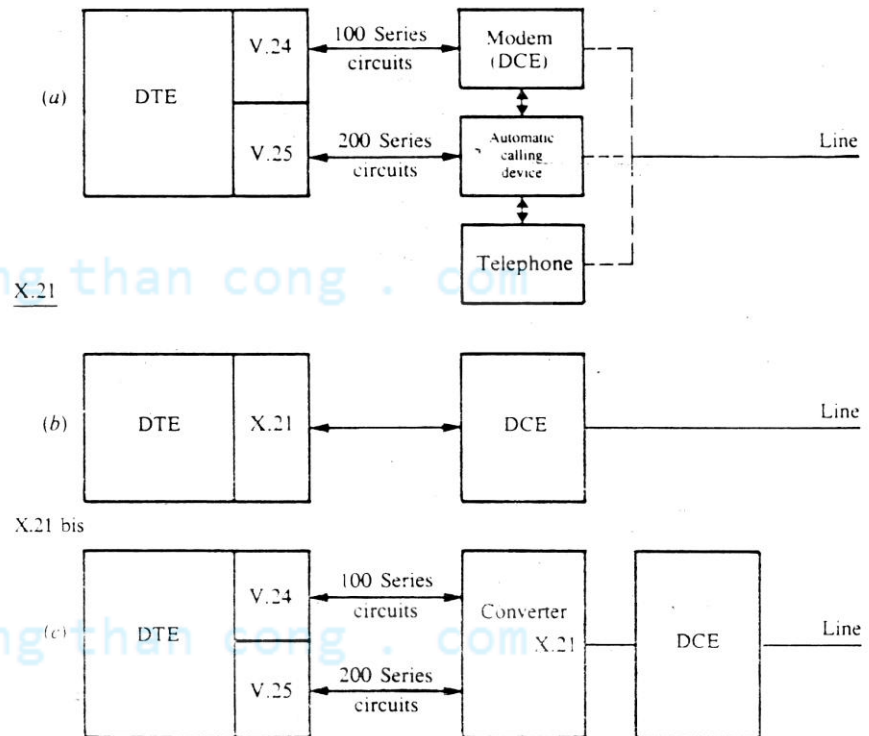 V.24
100 Series
circuits
Modem
(DCE)
(a)
DTE
V.25
200 Series
circuits
Automatic
calling
device
Line
Telephone
ng than cong . com
X.21
(b)
DTE
X.21
DCE
Line
X.21 bis
(c)
DTE
V.24
100 Series
circuits
Converter
X.21
DCE
Line
ng than cong . com
V.25
200 Series
circuits